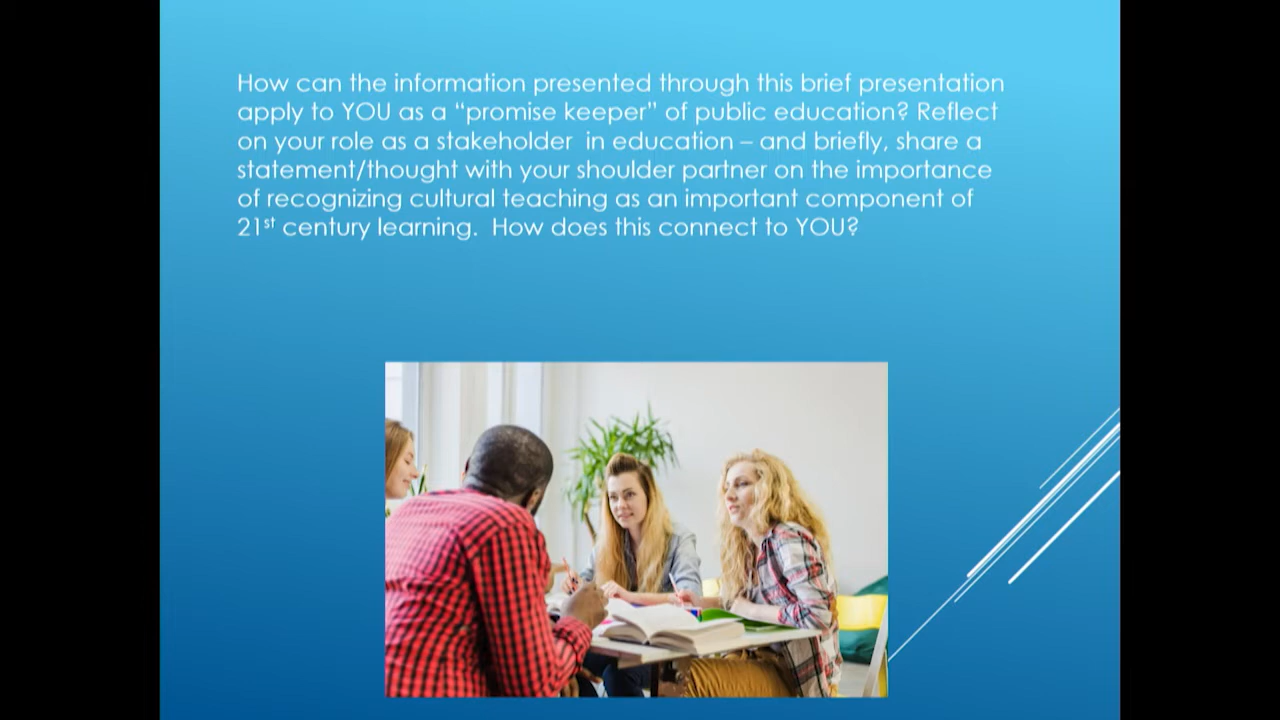 How can the information presented through this brief presentation
apply to YOU as a “promise keeper” of public education? Reflect
on your role as a stakeholder  in education – and briefly, share a
statement/thought with your shoulder partner on the importance
of recognizing cultural teaching as an important component of
21st century learning.  How does this connect to YOU?